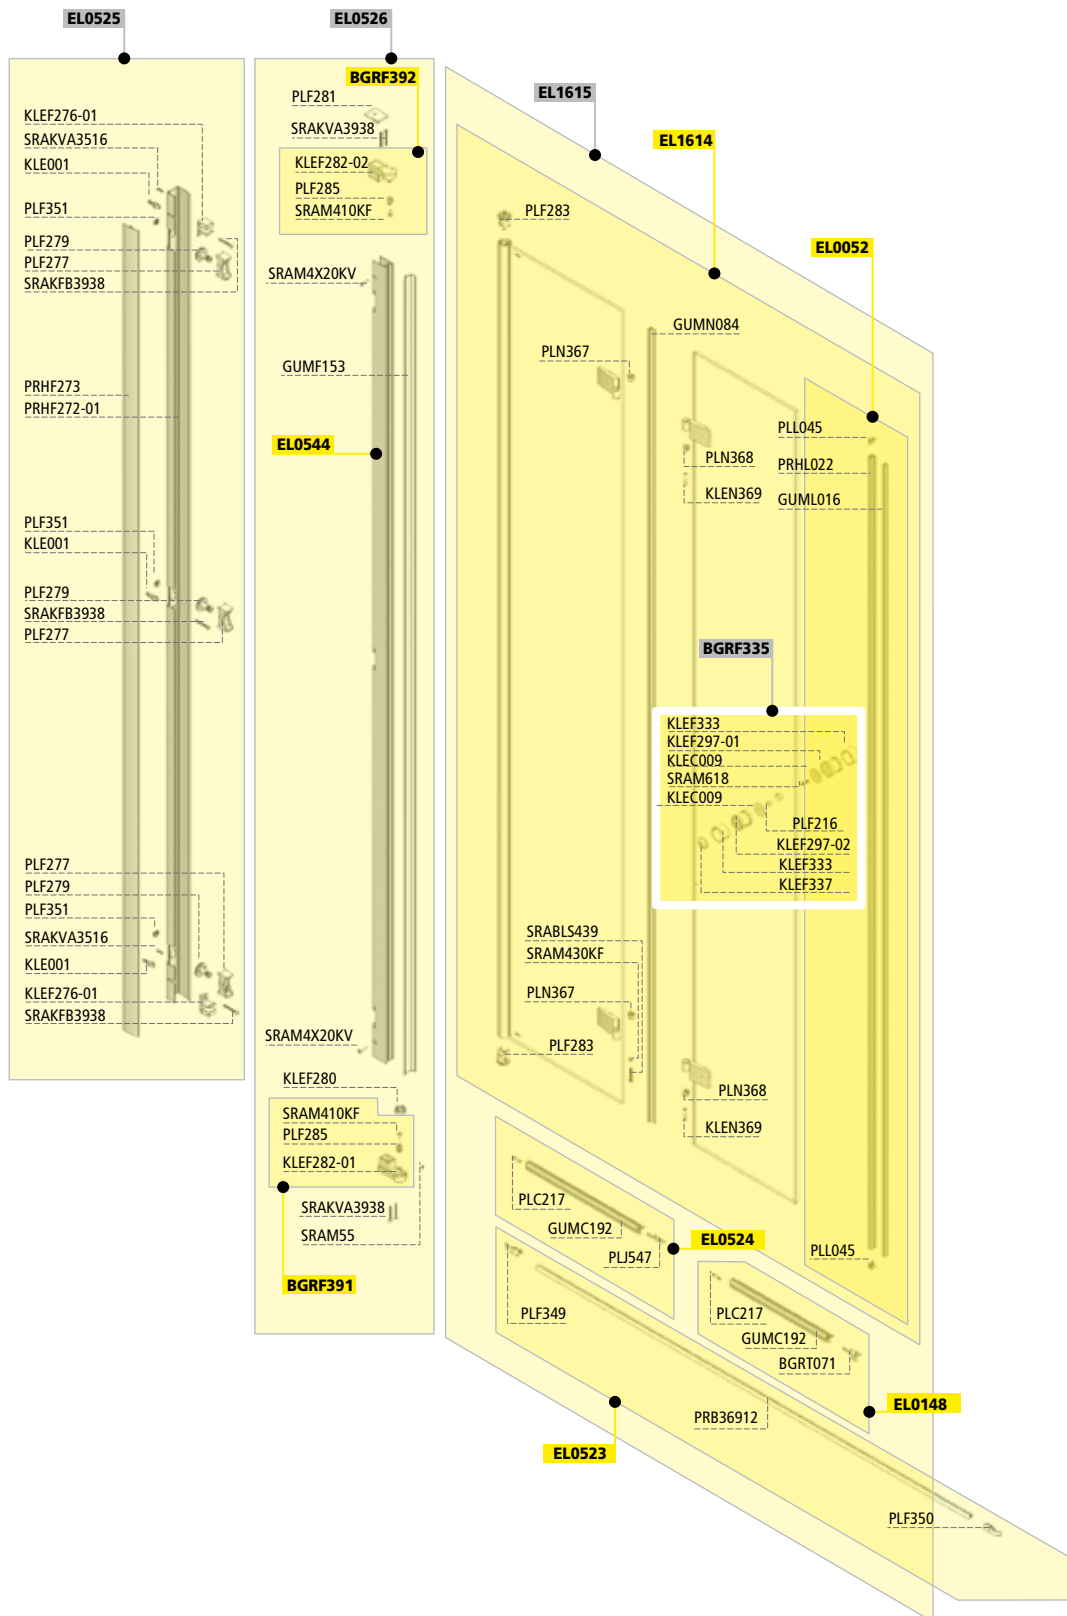 EL0525
KLEF276-01
SRAKVA3516
KLE001
PLF351
PLF279
PLF277
SRAKFB3938
PRHF273
PRHF272-01
PLF351
KLE001
PLF279
SRAKFB3938
PLF277
PLF277
PLF279
PLF351
SRAKVA3516
KLE001
KLEF276-01
SRAKFB3938
EL0526
BGRF392
PLF281
SRAKVA3938
KLEF282-02
PLF285
SRAM410KF
SRAM4X20KV
GUMF153
EL0544
SRAM4X20KV
KLEF280
SRAM410KF
PLF285
KLEF282-01
SRAKVA3938
SRAM55
BGRF391
EL1615
EL1614
EL0052
PLF283
GUMN084
PLN367
PLN368
KLEN369
PLL045
PRHL022
GUML016
BGRF335
KLEF333
KLEF297-01
KLEC009
SRAM618
KLEC009
PLF216
KLEF297-02
KLEF333
KLEF337
SRABLS439
SRAM430KF
PLN367
PLF283
PLN368
KLEN369
PLC217
GUMC192
PLJ547
EL0524
PLL045
PLF349
PLC217
GUMC192
BGRT071
EL0148
PRB36912
EL0523
PLF350